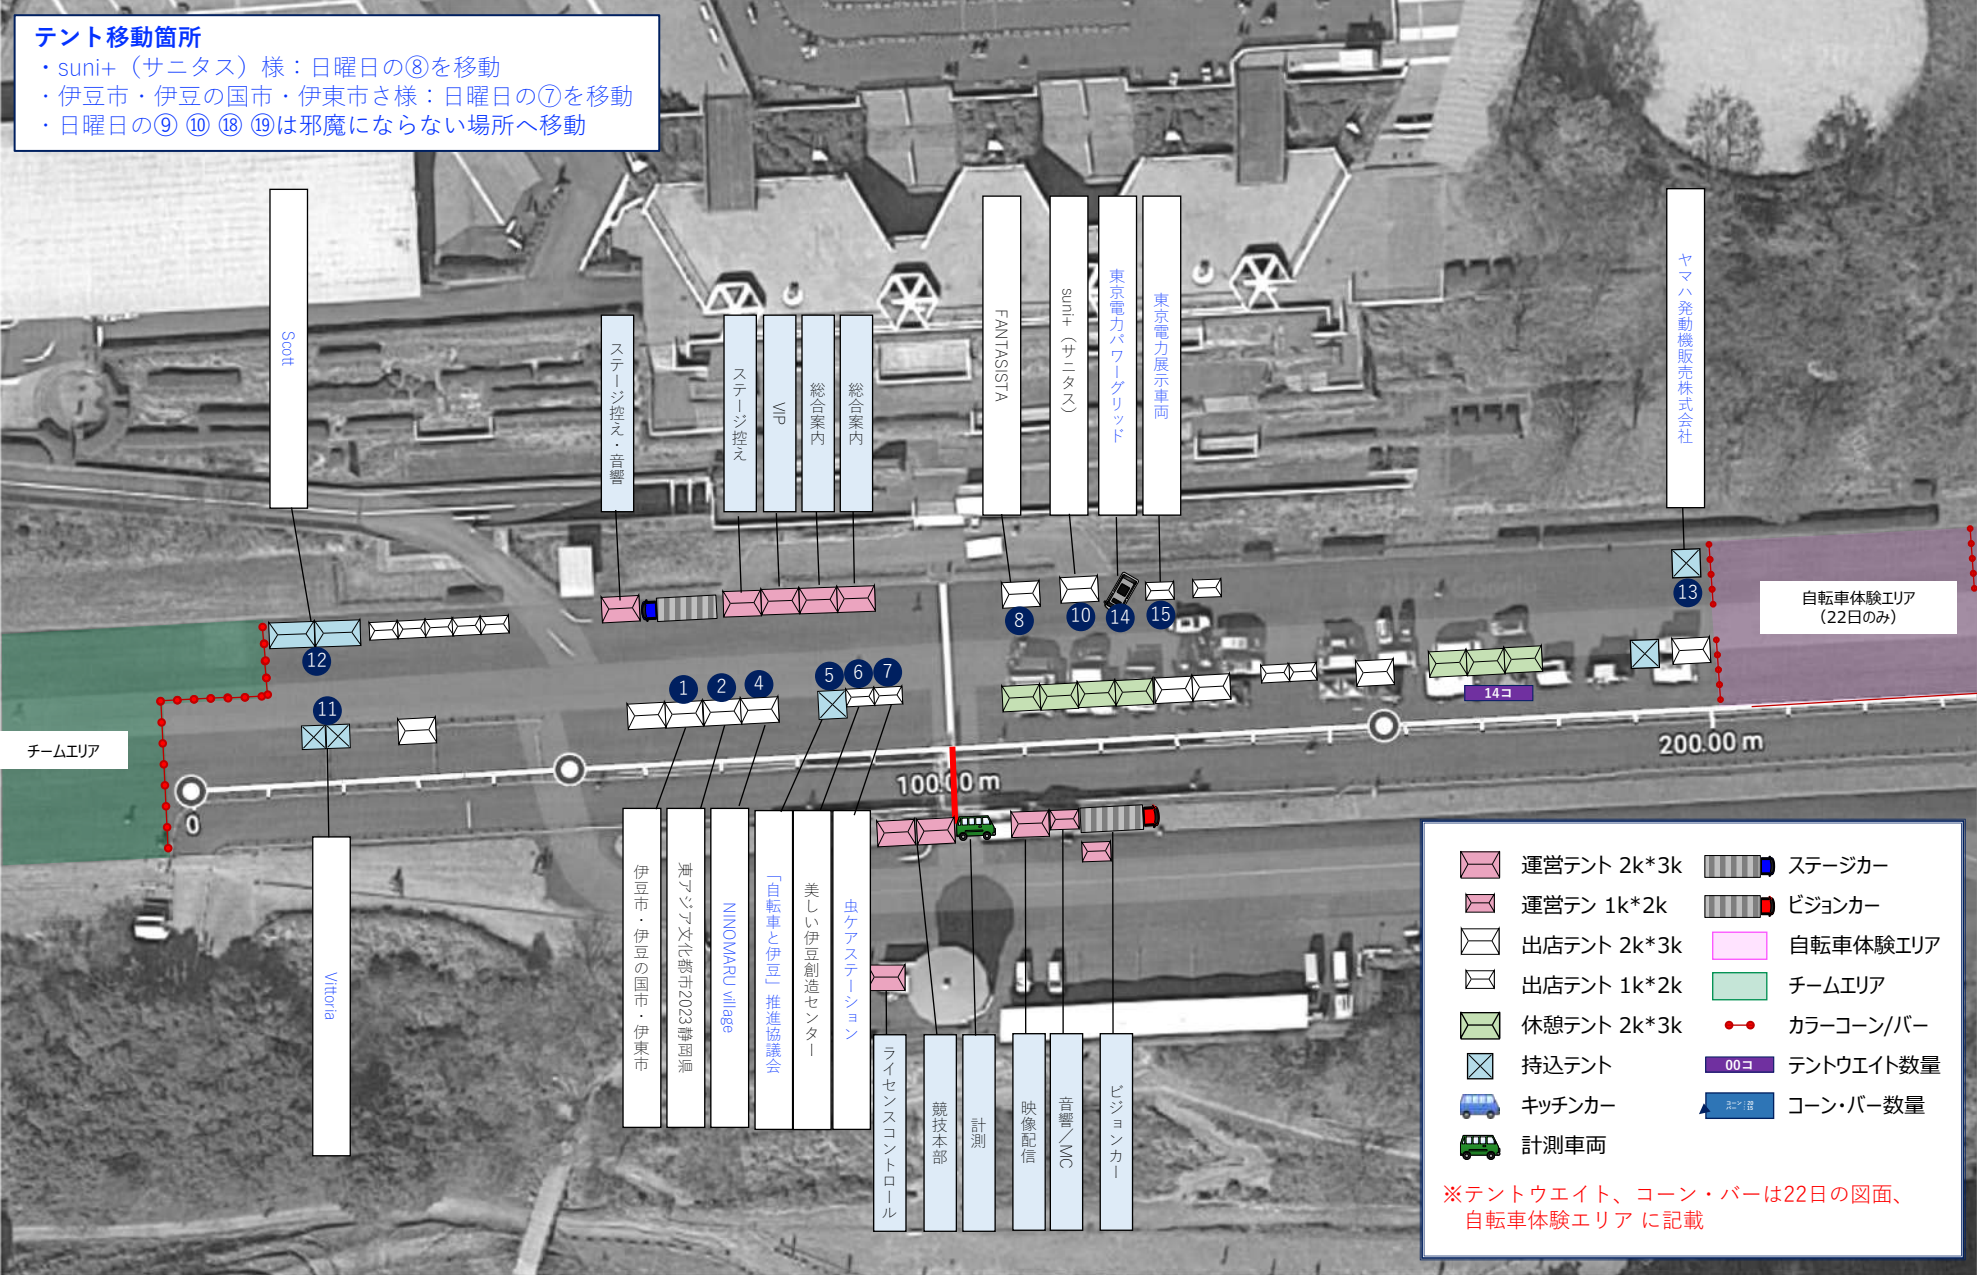 テント移動箇所
・suni+（サニタス）様：日曜日の⑧を移動
・伊豆市・伊豆の国市・伊東市さ様：日曜日の⑦を移動
・日曜日の⑨ ⑩ ⑱ ⑲は邪魔にならない場所へ移動
Scott
ステージ控え・音響
ステージ控え
VIP
総合案内
総合案内
FANTASISTA
suni+（サニタス）
東京電力パワーグリッド
東京電力展示車両
ヤマハ発動機販売株式会社
自転車体験エリア
（22日のみ）
チームエリア
12
11
1
2
4
5
6
7
8
10
14
15
13
14コ
0
100.00 m
200.00 m
Vittoria
伊豆市・伊豆の国市・伊東市
東アジア文化都市2023静岡県
NINOMARU village
「自転車と伊豆」推進協議会
美しい伊豆創造センター
虫ケアステーション
ライセンスコントロール
競技本部
計測
映像配信
音響／MC
ビジョンカー
運営テント 2k*3k
運営テン 1k*2k
出店テント 2k*3k
出店テント 1k*2k
休憩テント 2k*3k
持込テント
キッチンカー
計測車両
ステージカー
ビジョンカー
自転車体験エリア
チームエリア
カラーコーン/バー
00コ
テントウエイト数量
コーン：20
バー　：15
コーン・バー数量
※テントウエイト、コーン・バーは22日の図面、
自転車体験エリア に記載